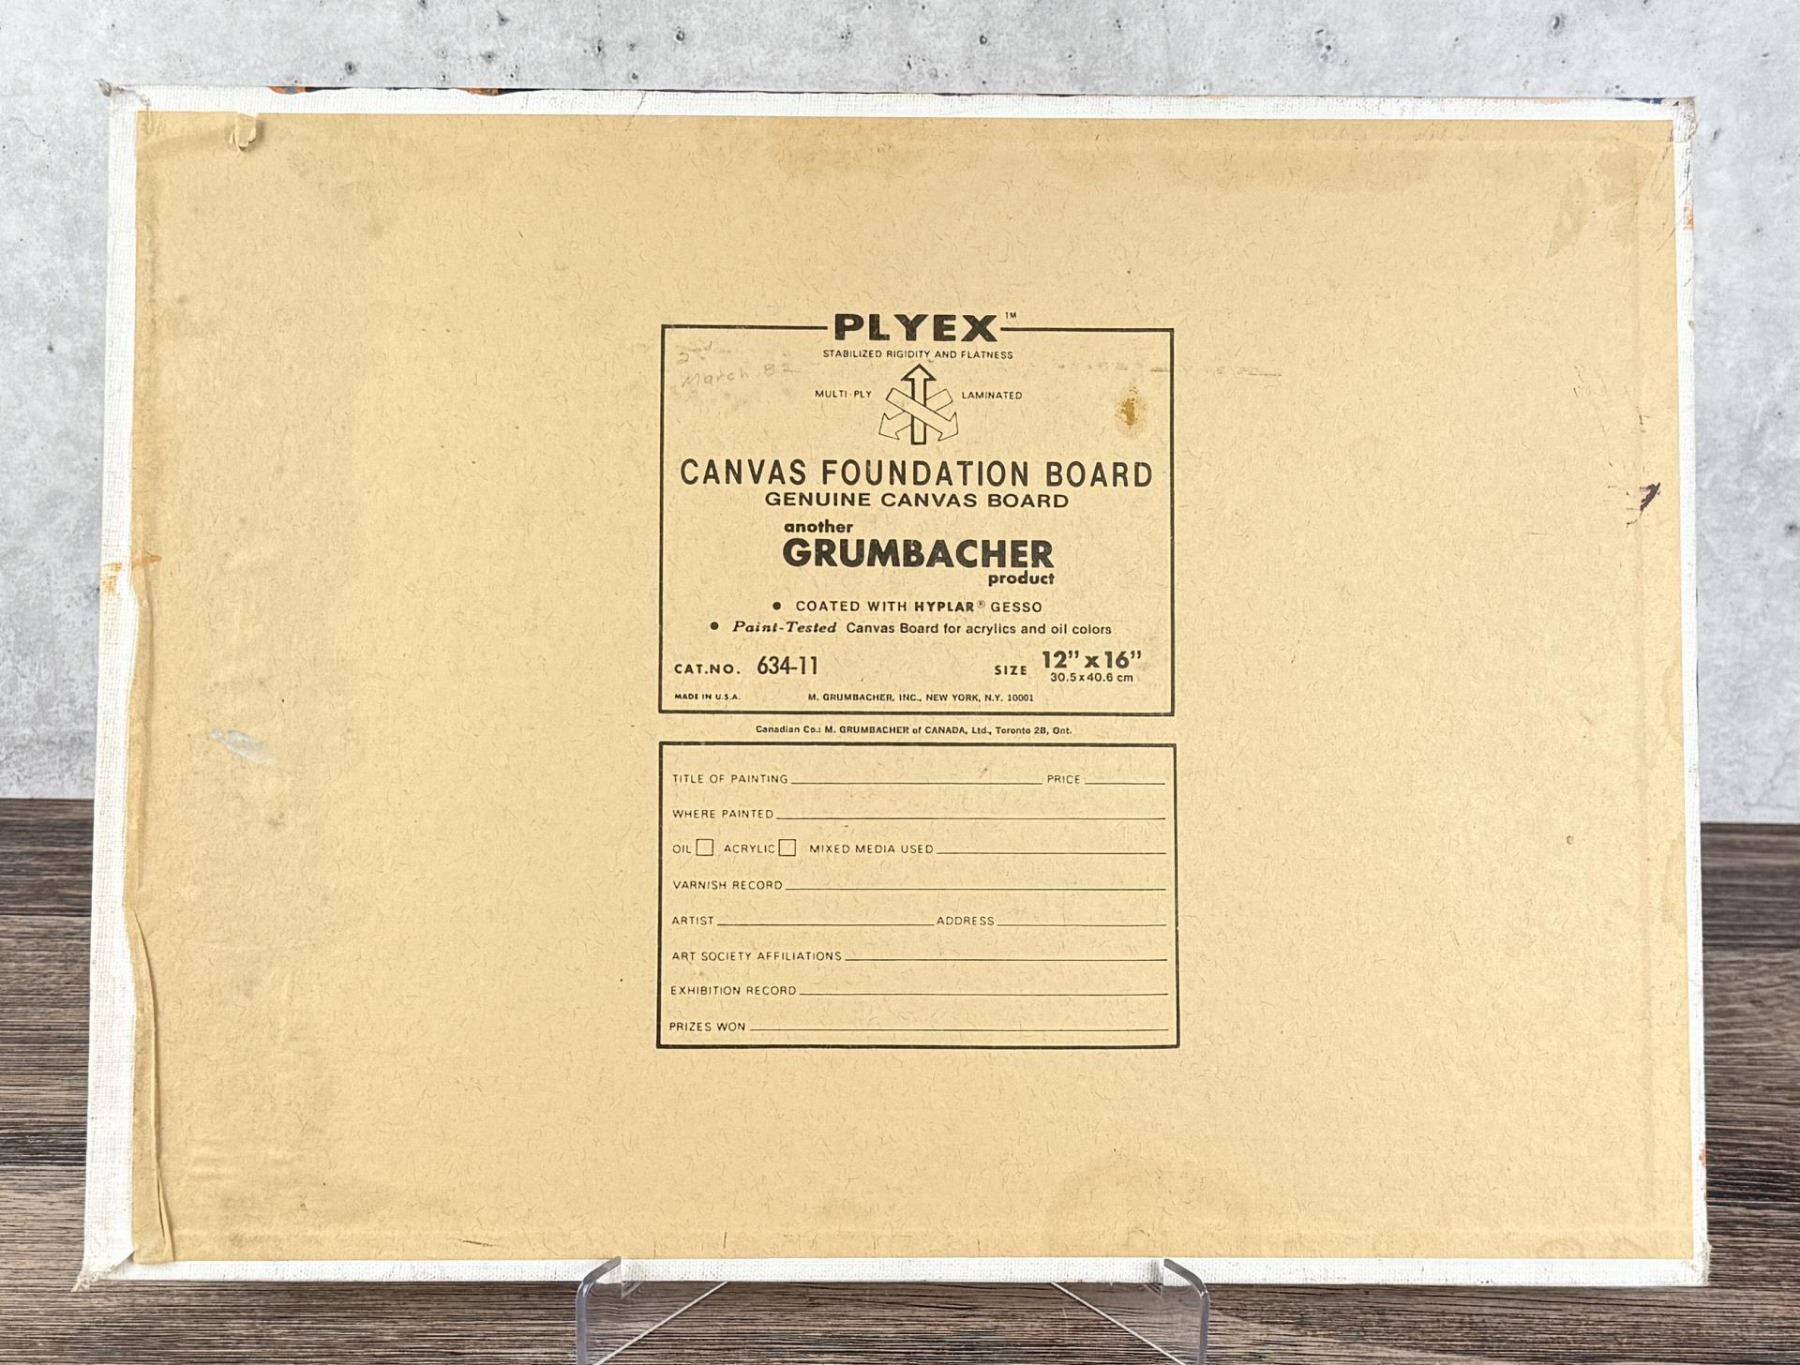 PLYEX™
STABILIZED RIGIDITY AND FLATNESS
2nd
March 82
MULTI-PLY LAMINATED
CANVAS FOUNDATION BOARD
GENUINE CANVAS BOARD
another
GRUMBACHER
product
• COATED WITH HYPLAR® GESSO
• Paint-Tested Canvas Board for acrylics and oil colors
CAT.NO. 634-11 SIZE 12” x 16”
30.5x40.6 cm
MADE IN U.S.A. M. GRUMBACHER, INC., NEW YORK, N.Y. 10001
Canadian Co.: M. GRUMBACHER of CANADA, Ltd., Toronto 2B, Ont.
TITLE OF PAINTING PRICE
WHERE PAINTED
OIL ACRYLIC MIXED MEDIA USED
VARNISH RECORD
ARTIST ADDRESS
ART SOCIETY AFFILIATIONS
EXHIBITION RECORD
PRIZES WON